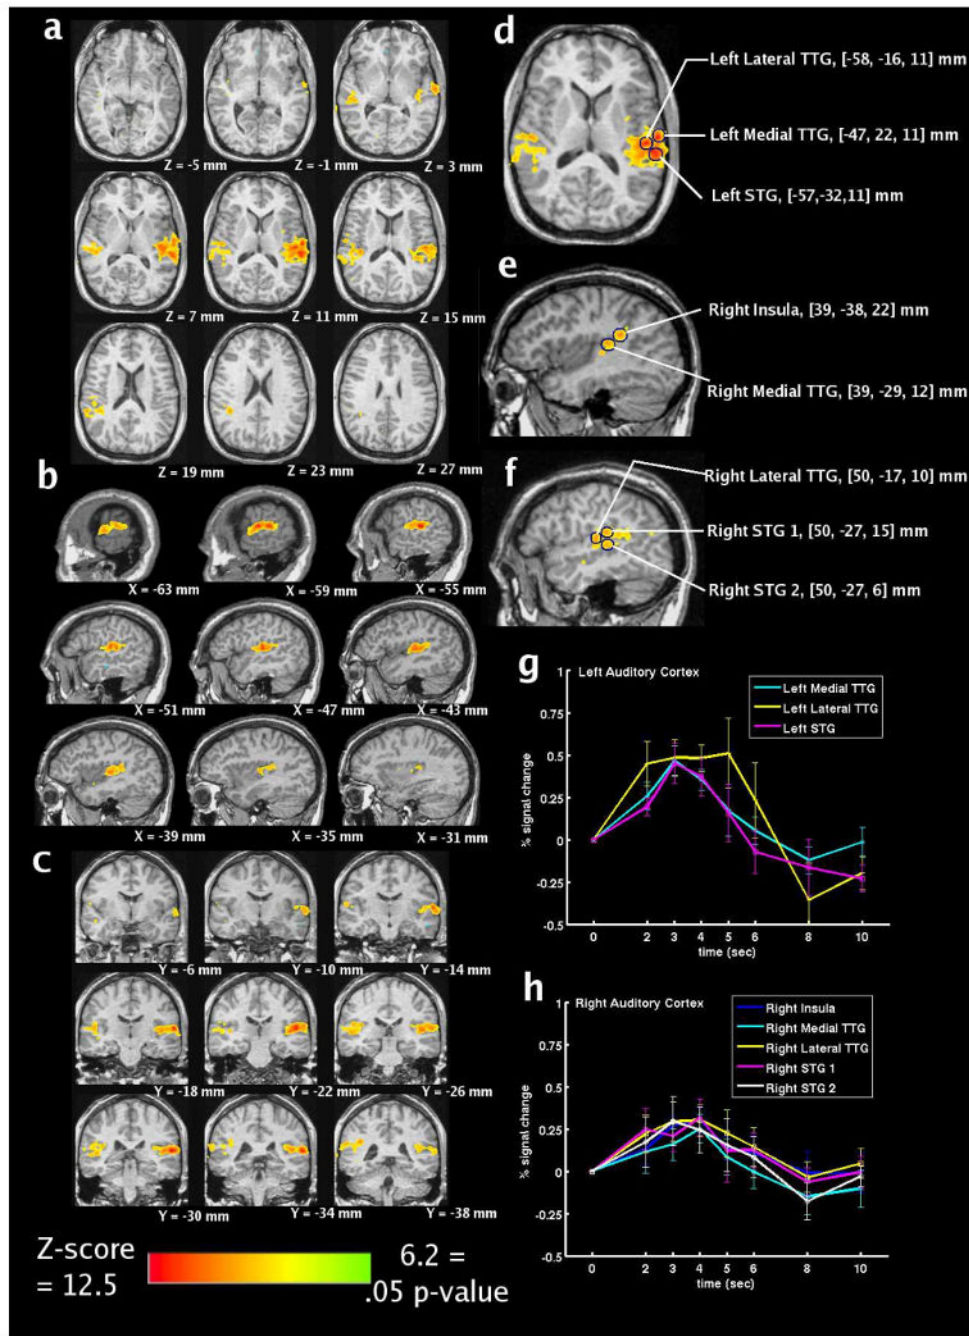 a
Z = -5 mm
Z = -1 mm
Z = 3 mm
Z = 7 mm
Z = 11 mm
Z = 15 mm
Z = 19 mm
Z = 23 mm
Z = 27 mm
b
X = -63 mm
X = -59 mm
X = -55 mm
X = -51 mm
X = -47 mm
X = -43 mm
X = -39 mm
X = -35 mm
X = -31 mm
c
Y = -6 mm
Y = -10 mm
Y = -14 mm
Y = -18 mm
Y = -22 mm
Y = -26 mm
Y = -30 mm
Y = -34 mm
Y = -38 mm
Z-score
= 12.5
6.2 =
.05 p-value
d
Left Lateral TTG, [-58, -16, 11] mm
Left Medial TTG, [-47, 22, 11] mm
Left STG, [-57,-32,11] mm
e
Right Insula, [39, -38, 22] mm
Right Medial TTG, [39, -29, 12] mm
f
Right Lateral TTG, [50, -17, 10] mm
Right STG 1, [50, -27, 15] mm
Right STG 2, [50, -27, 6] mm
g
Left Auditory Cortex
Left Medial TTG
Left Lateral TTG
Left STG
1
0.75
0.5
0.25
0
-0.25
-0.5
% signal change
0 2 3 4 5 6 8 10
time (sec)
h
Right Auditory Cortex
Right Insula
Right Medial TTG
Right Lateral TTG
Right STG 1
Right STG 2
1
0.75
0.5
0.25
0
-0.25
-0.5
% signal change
0 2 3 4 5 6 8 10
time (sec)